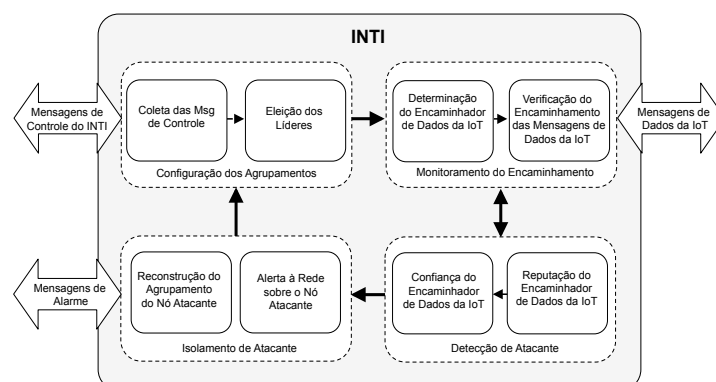 INTI
Mensagens de
Controle do INTI
Coleta das Msg
de Controle
Eleição dos
Líderes
Configuração dos Agrupamentos
Determinação
do Encaminhador
de Dados da IoT
Verificação do
Encaminhamento
das Mensagens de
Dados da IoT
Monitoramento do Encaminhamento
Mensagens de
Dados da IoT
Mensagens de
Alarme
Reconstrução do
Agrupamento
do Nó Atacante
Alerta à Rede
sobre o Nó
Atacante
Isolamento de Atacante
Confiança do
Encaminhador de
Dados da IoT
Reputação do
Encaminhador
de Dados da IoT
Detecção de Atacante